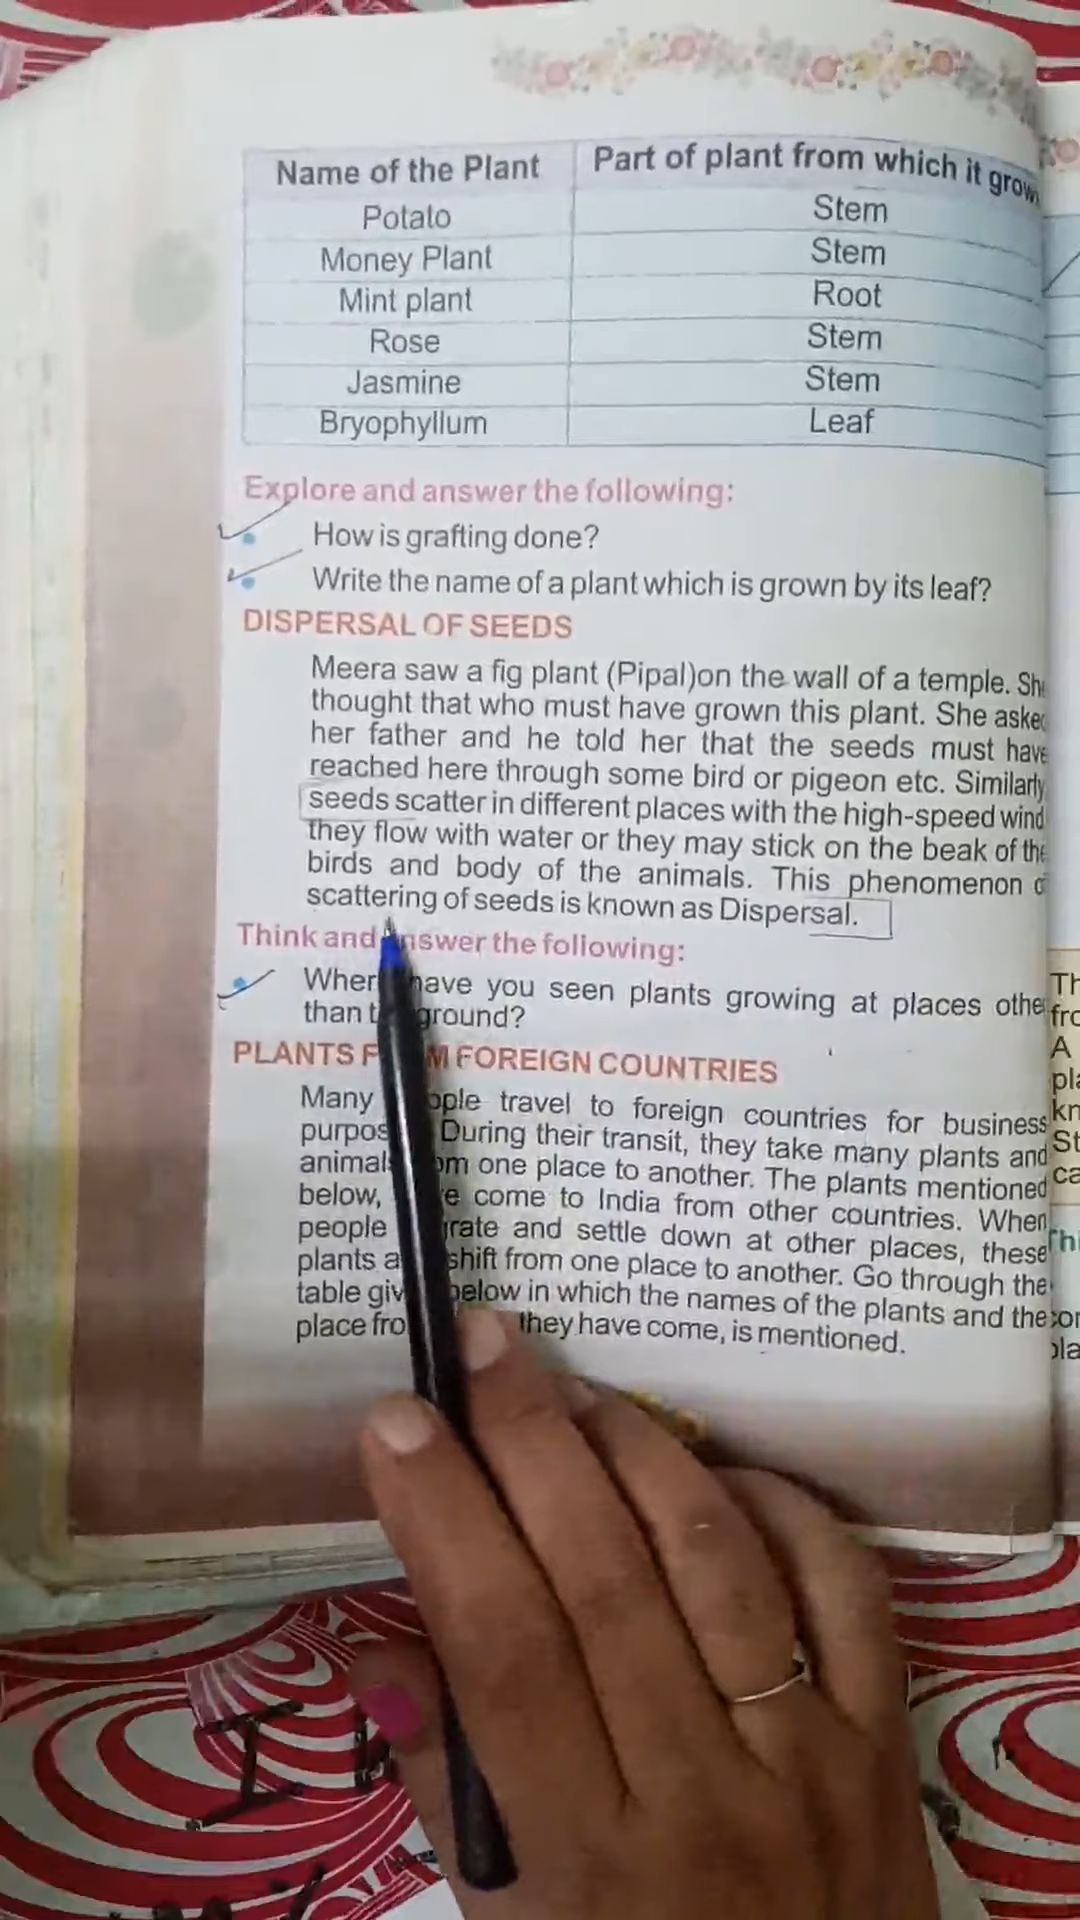 Name of the Plant Part of plant from which it grow
Potato Stem
Money Plant Stem
Mint plant Root
Rose Stem
Jasmine Stem
Bryophyllum Leaf
Explore and answer the following:
How is grafting done?
Write the name of a plant which is grown by its leaf?
DISPERSAL OF SEEDS
Meera saw a fig plant (Pipal)on the wall of a temple. She
thought that who must have grown this plant. She asked
her father and he told her that the seeds must have
reached here through some bird or pigeon etc. Similarly
seeds scatter in different places with the high-speed wind
they flow with water or they may stick on the beak of the
birds and body of the animals. This phenomenon of
scattering of seeds is known as Dispersal.
Think and answer the following:
Where have you seen plants growing at places other
than ground?
PLANTS FROM FOREIGN COUNTRIES
Many people travel to foreign countries for business
During their transit, they take many plants and
animals from one place to another. The plants mentioned
below, have come to India from other countries. When
people and settle down at other places, these
plants shift from one place to another. Go through the
table below in which the names of the plants and the
place they have come, is mentioned.